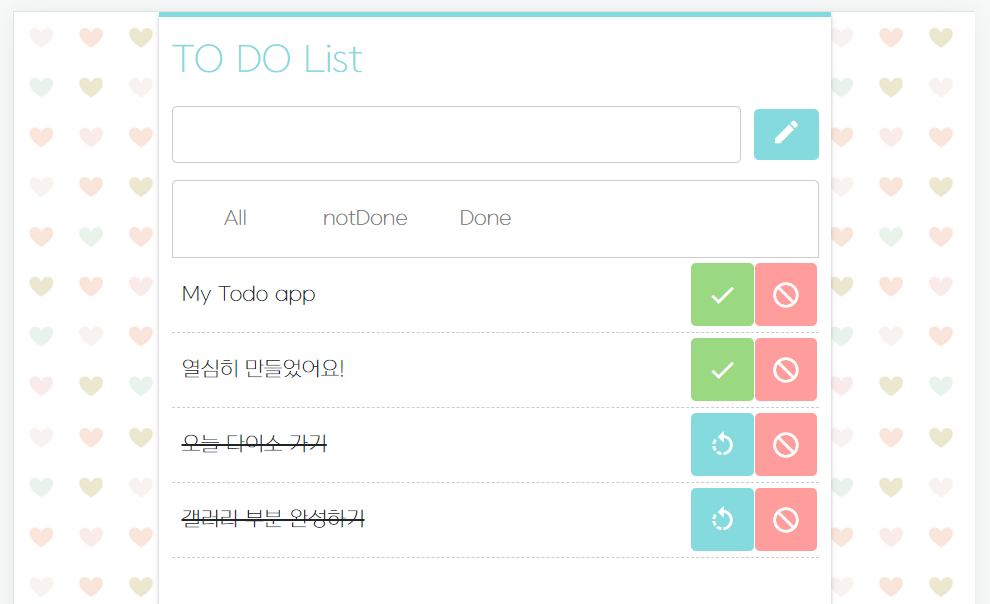 TO DO List
All notDone Done
My Todo app
열심히 만들었어요!
오늘 다이소 가기
갤러리 부분 완성하기